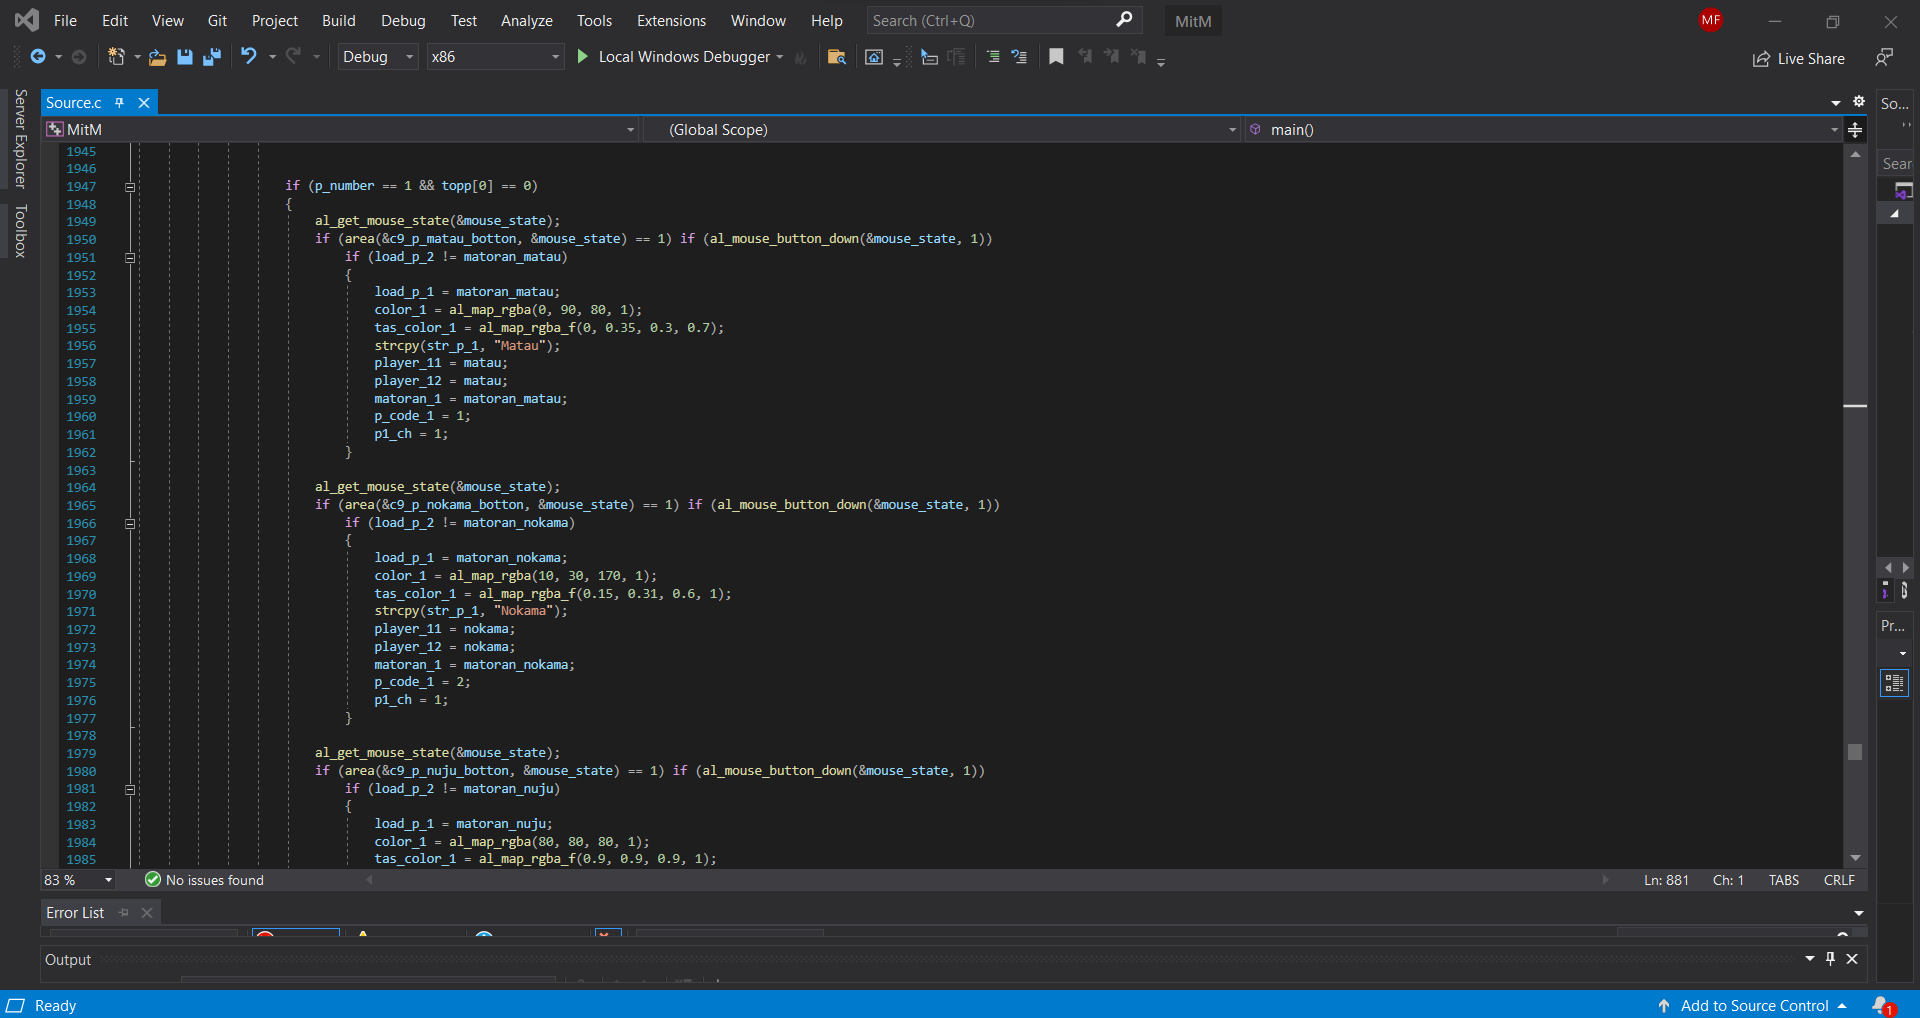 File Edit View Git Project Build Debug Test Analyze Tools Extensions Window Help Search (Ctrl+Q) MitM MF
Debug x86 Local Windows Debugger Live Share
Server Explorer
Toolbox
Source.c So...
MitM (Global Scope) main()
Sear
1945
1946
1947 if (p_number == 1 && topp[0] == 0)
1948 {
1949 al_get_mouse_state(&mouse_state);
1950 if (area(&c9_p_matau_botton, &mouse_state) == 1) if (al_mouse_button_down(&mouse_state, 1))
1951 if (load_p_2 != matoran_matau)
1952 {
1953 load_p_1 = matoran_matau;
1954 color_1 = al_map_rgba(0, 90, 80, 1);
1955 tas_color_1 = al_map_rgba_f(0, 0.35, 0.3, 0.7);
1956 strcpy(str_p_1, "Matau");
1957 player_11 = matau;
1958 player_12 = matau;
1959 matoran_1 = matoran_matau;
1960 p_code_1 = 1;
1961 p1_ch = 1;
1962 }
1963
1964 al_get_mouse_state(&mouse_state);
1965 if (area(&c9_p_nokama_botton, &mouse_state) == 1) if (al_mouse_button_down(&mouse_state, 1))
1966 if (load_p_2 != matoran_nokama)
1967 {
1968 load_p_1 = matoran_nokama;
1969 color_1 = al_map_rgba(10, 30, 170, 1);
1970 tas_color_1 = al_map_rgba_f(0.15, 0.31, 0.6, 1);
1971 strcpy(str_p_1, "Nokama");
1972 player_11 = nokama;
1973 player_12 = nokama;
1974 matoran_1 = matoran_nokama;
1975 p_code_1 = 2;
1976 p1_ch = 1;
1977 }
1978
1979 al_get_mouse_state(&mouse_state);
1980 if (area(&c9_p_nuju_botton, &mouse_state) == 1) if (al_mouse_button_down(&mouse_state, 1))
1981 if (load_p_2 != matoran_nuju)
1982 {
1983 load_p_1 = matoran_nuju;
1984 color_1 = al_map_rgba(80, 80, 80, 1);
1985 tas_color_1 = al_map_rgba_f(0.9, 0.9, 0.9, 1);
Pr...
83 % No issues found Ln: 881 Ch: 1 TABS CRLF
Error List
Output
Ready Add to Source Control 1